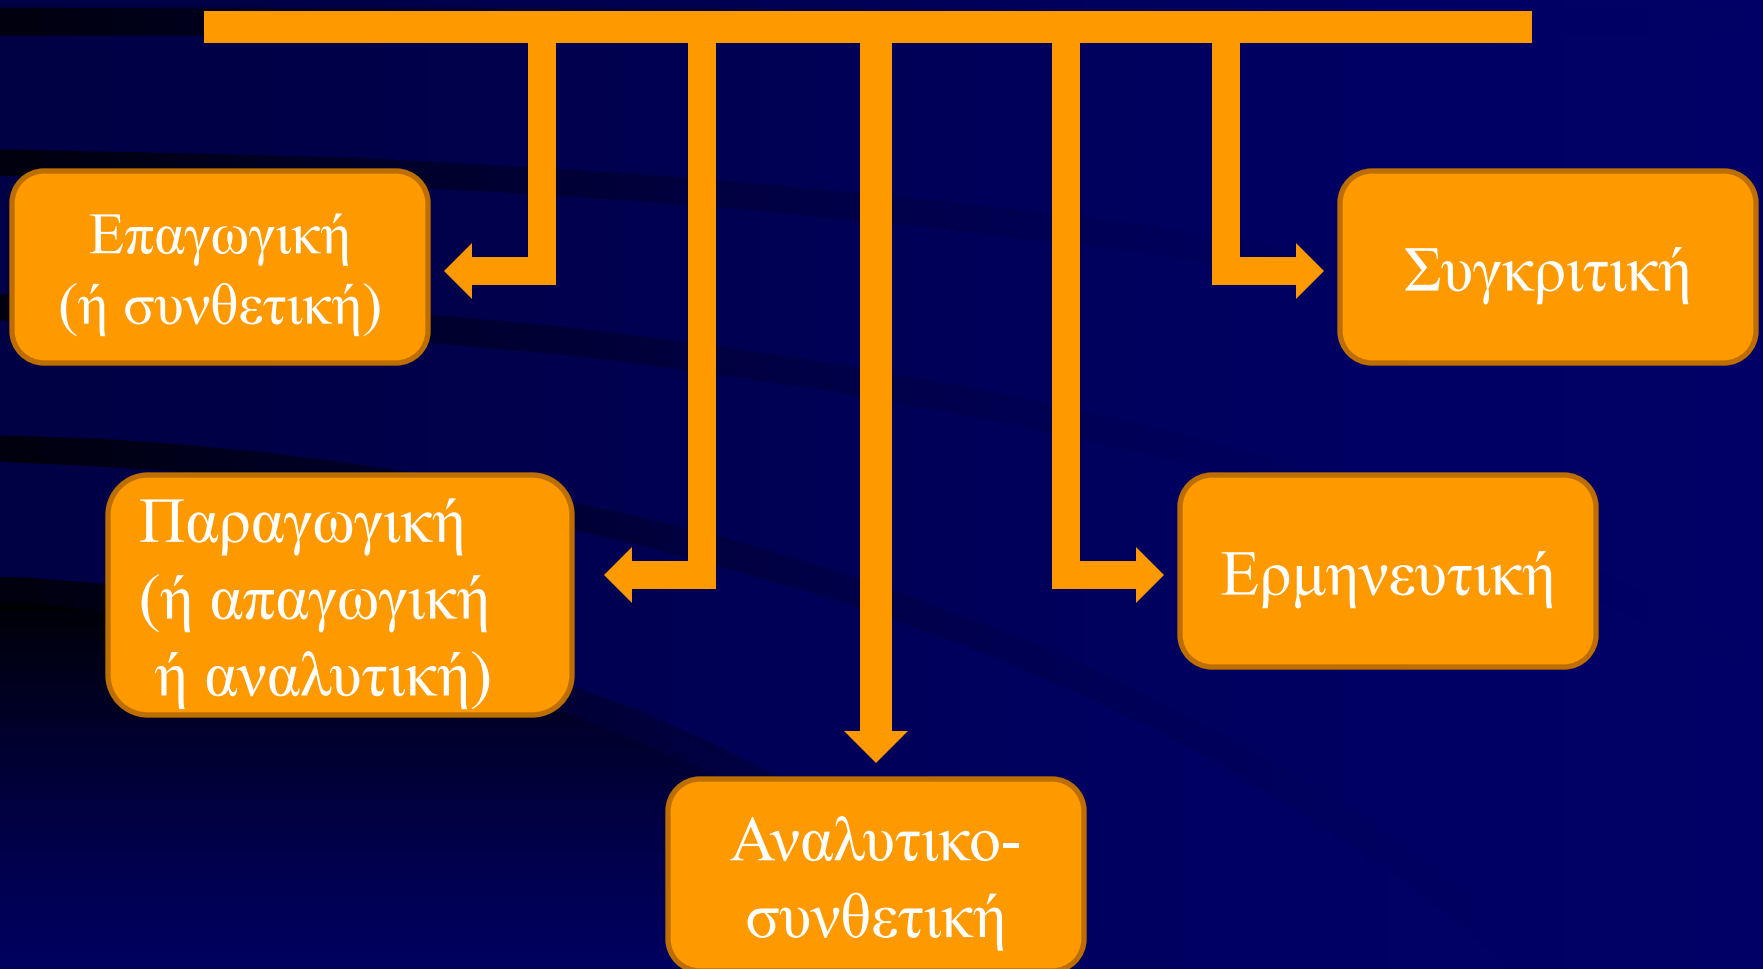 Επαγωγική
(ή συνθετική)
Συγκριτική
Παραγωγική
(ή απαγωγική
ή αναλυτική)
Ερμηνευτική
Αναλυτικο-
συνθετική